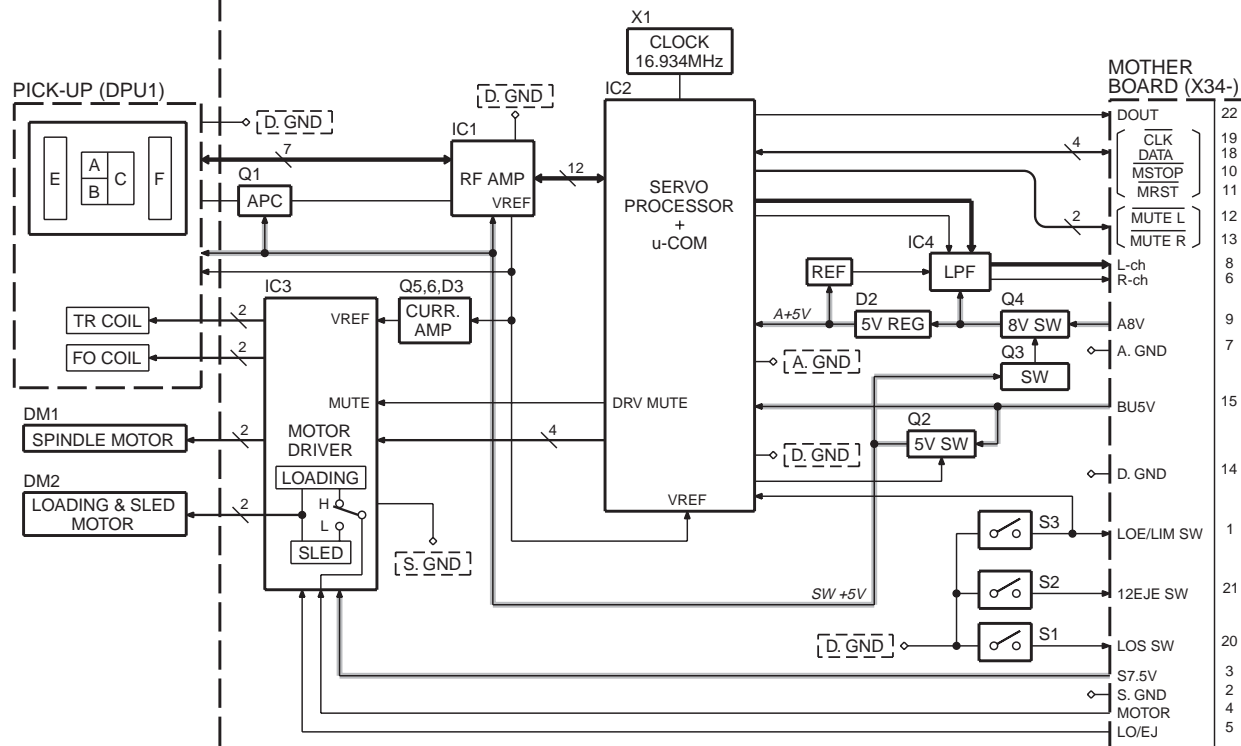 X1
CLOCK
16.934MHz
MOTHER
BOARD (X34-)
PICK-UP (DPU1)
D. GND
D. GND
IC1
IC2
DOUT 22
E
A
B
C
F
7
RF AMP
VREF
12
SERVO
PROCESSOR
+
u-COM
4
CLK 19
DATA 18
MSTOP 10
MRST 11
Q1
APC
2
MUTE L 12
MUTE R 13
IC4
LPF
REF
L-ch 8
R-ch 6
IC3
Q5,6,D3
CURR.
AMP
VREF
TR COIL
2
FO COIL
2
A+5V
D2
5V REG
Q4
8V SW
A8V 9
Q3
SW
A. GND
A. GND 7
MUTE
DRV MUTE
BU5V 15
DM1
SPINDLE MOTOR
2
MOTOR
DRIVER
4
Q2
5V SW
D. GND
D. GND 14
DM2
LOADING & SLED
MOTOR
2
LOADING
H
L
SLED
VREF
S. GND
S3
LOE/LIM SW 1
SW +5V
S2
12EJE SW 21
D. GND
S1
LOS SW 20
S7.5V 3
S. GND 2
MOTOR 4
LO/EJ 5